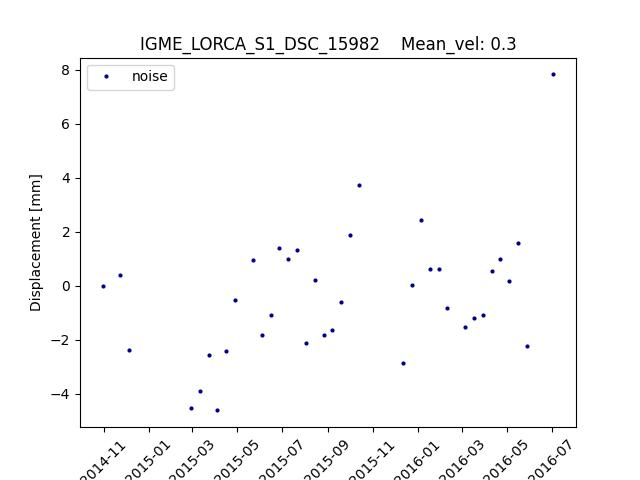 IGME_LORCA_S1_DSC_15982    Mean_vel: 0.3
noise
Displacement [mm]
8
6
4
2
0
−2
−4
2014-11 2015-01 2015-03 2015-05 2015-07 2015-09 2015-11 2016-01 2016-03 2016-05 2016-07